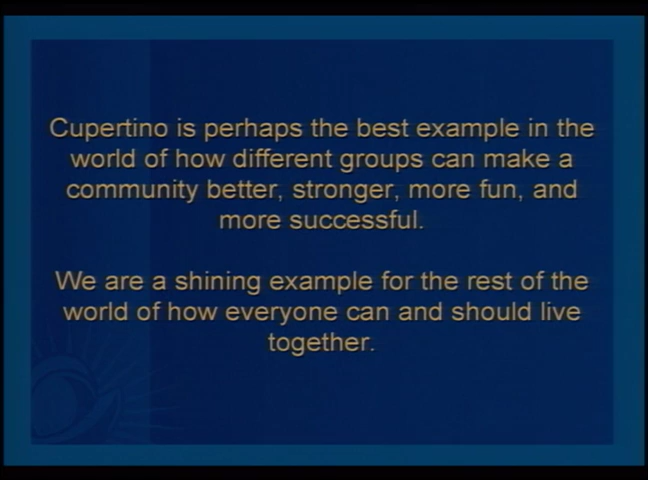 Cupertino is perhaps the best example in the
world of how different groups can make a
community better, stronger, more fun, and
more successful.
We are a shining example for the rest of the
world of how everyone can and should live
together.